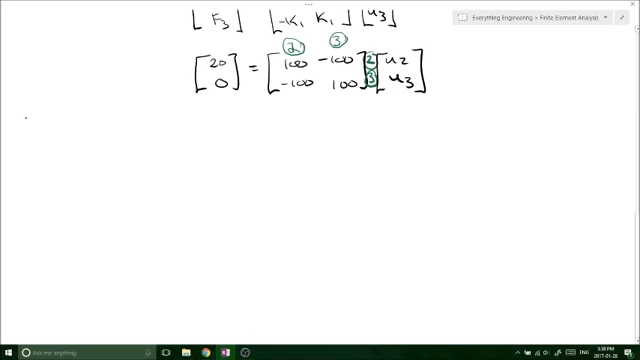 [ F3 ] [ -K1 K1 ] [ u3 ]
2 3
[ 20 ] = [ 100 -100 ] 2 [ u2 ]
[ 0 ] [ -100 100 ] 3 [ u3 ]
Everything Engineering > Finite Element Analysis
Ask me anything
3:38 PM
2017-01-28